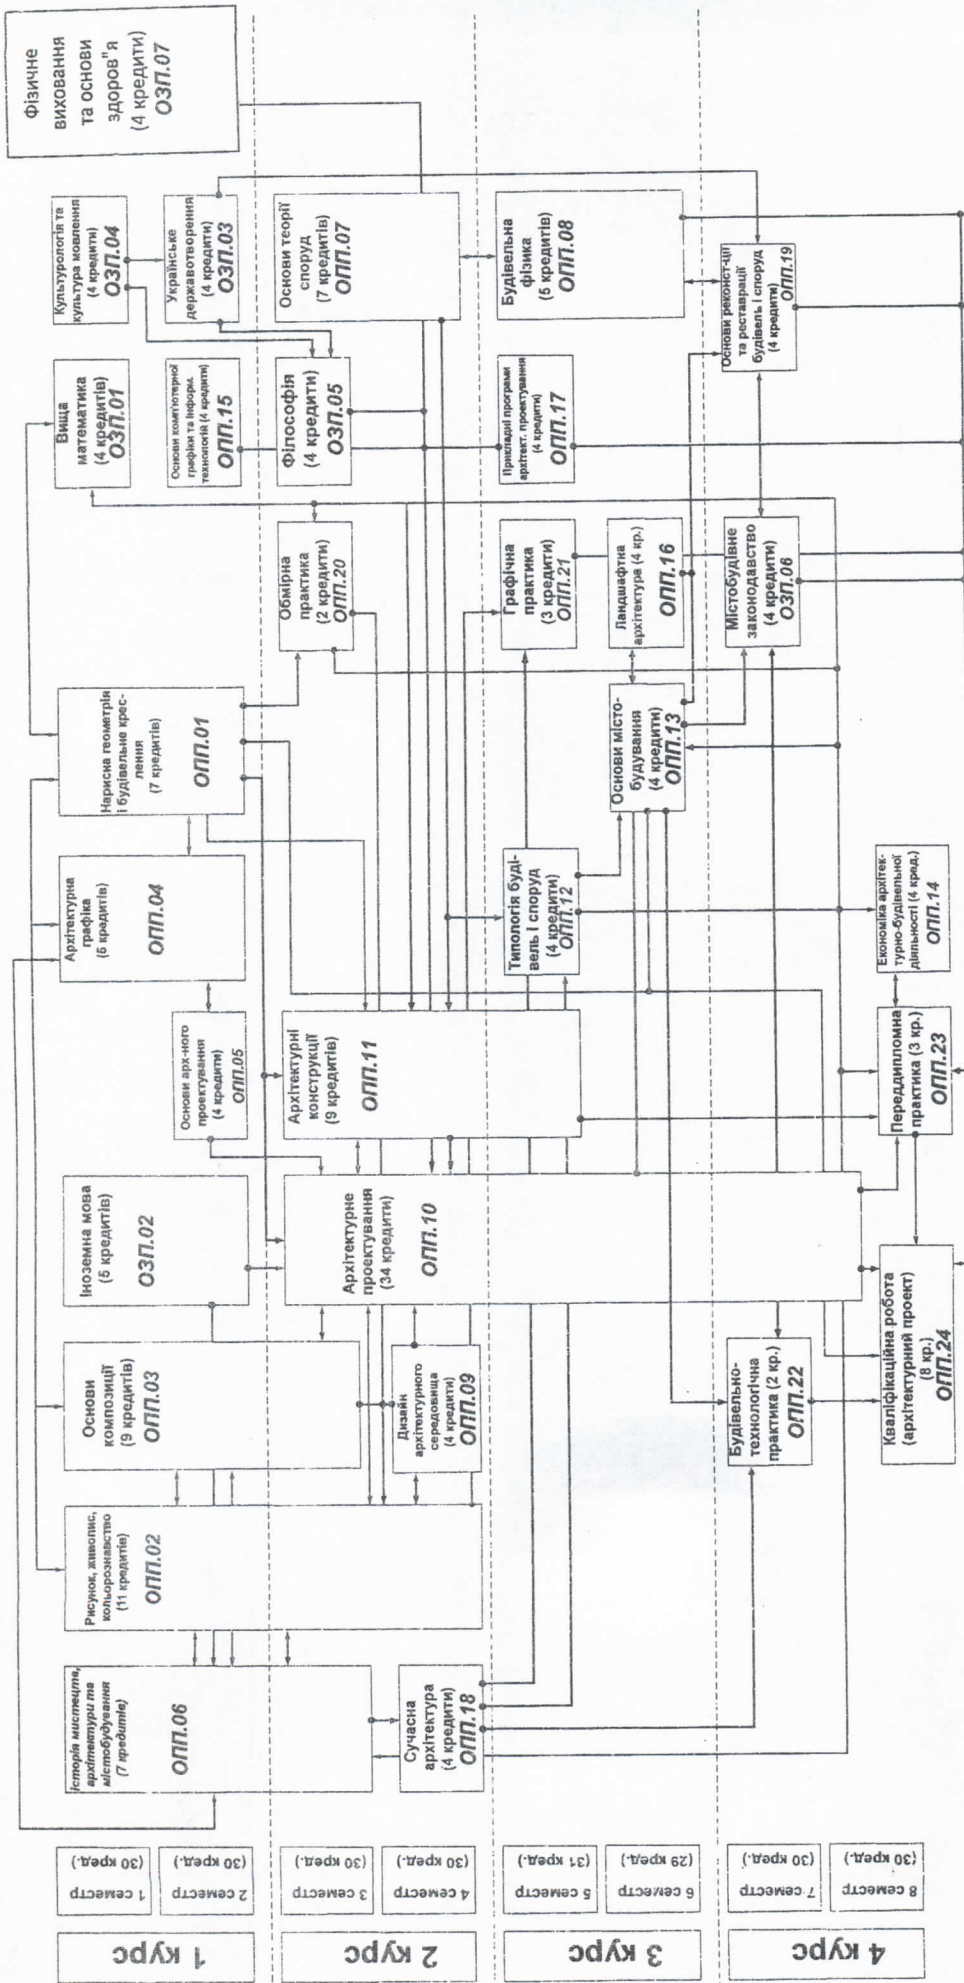 1 курс
1 семестр
(30 кред.)
2 семестр
(30 кред.)
2 курс
3 семестр
(30 кред.)
4 семестр
(30 кред.)
3 курс
5 семестр
(31 кред.)
6 семестр
(29 кред.)
4 курс
7 семестр
(30 кред.)
8 семестр
(30 кред.)
Історія мистецтв,
архітектури та
містобудування
(7 кредитів)
ОПП.06
Сучасна
архітектура
(4 кредити)
ОПП.18
Рисунок, живопис,
кольорознавство
(11 кредитів)
ОПП.02
Основи
композиції
(9 кредитів)
ОПП.03
Дизайн
архітектурного
середовища
(4 кредити)
ОПП.09
Будівельно-
технологічна
практика (2 кр.)
ОПП.22
Кваліфікаційна робота
(архітектурний проект)
(8 кр.)
ОПП.24
Іноземна мова
(5 кредитів)
ОЗП.02
Архітектурне
проектування
(34 кредити)
ОПП.10
Основи арх-ного
проектування
(4 кредити)
ОПП.05
Архітектурні
конструкції
(9 кредитів)
ОПП.11
Переддипломна
практика (3 кр.)
ОПП.23
Архітектурна
графіка
(6 кредитів)
ОПП.04
Типологія буді-
вель і споруд
(4 кредити)
ОПП.12
Економіка архітек-
турно-будівельної
діяльності (4 кред.)
ОПП.14
Нарисна геометрія
і будівельне крес-
лення
(7 кредитів)
ОПП.01
Основи місто-
будування
(4 кредити)
ОПП.13
Обмірна
практика
(2 кредити)
ОПП.20
Графічна
практика
(3 кредити)
ОПП.21
Ландшафтна
архітектура (4 кр.)
ОПП.16
Містобудівне
законодавство
(4 кредити)
ОЗП.06
Вища
математика
(4 кредитів)
ОЗП.01
Основи комп'ютерної
графіки та інформ.
технологій (4 кредити)
ОПП.15
Філософія
(4 кредити)
ОЗП.05
Прикладні програми
архітект. проектування
(4 кредити)
ОПП.17
Культурологія та
культура мовлення
(4 кредити)
ОЗП.04
Українське
державотворення
(4 кредити)
ОЗП.03
Основи теорії
споруд
(7 кредитів)
ОПП.07
Будівельна
фізика
(5 кредитів)
ОПП.08
Основи реконст-ції
та реставрації
будівель і споруд
(4 кредити)
ОПП.19
Фізичне
виховання
та основи
здоров"я
(4 кредити)
ОЗП.07